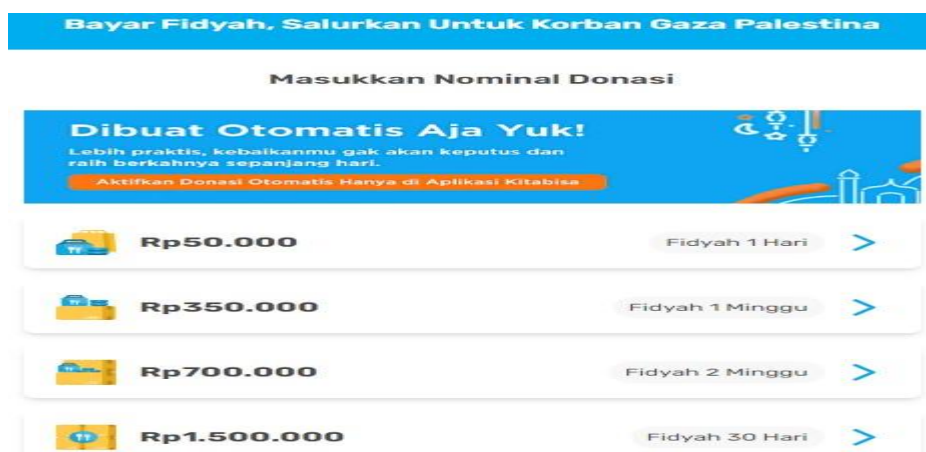 Bayar Fidyah, Salurkan Untuk Korban Gaza Palestina
Masukkan Nominal Donasi
Dibuat Otomatis Aja Yuk!
Lebih praktis, kebaikanmu gak akan keputus dan
raih berkahnya sepanjang hari.
Aktifkan Donasi Otomatis Hanya di Aplikasi Kitabisa
Rp50.000 Fidyah 1 Hari
Rp350.000 Fidyah 1 Minggu
Rp700.000 Fidyah 2 Minggu
Rp1.500.000 Fidyah 30 Hari